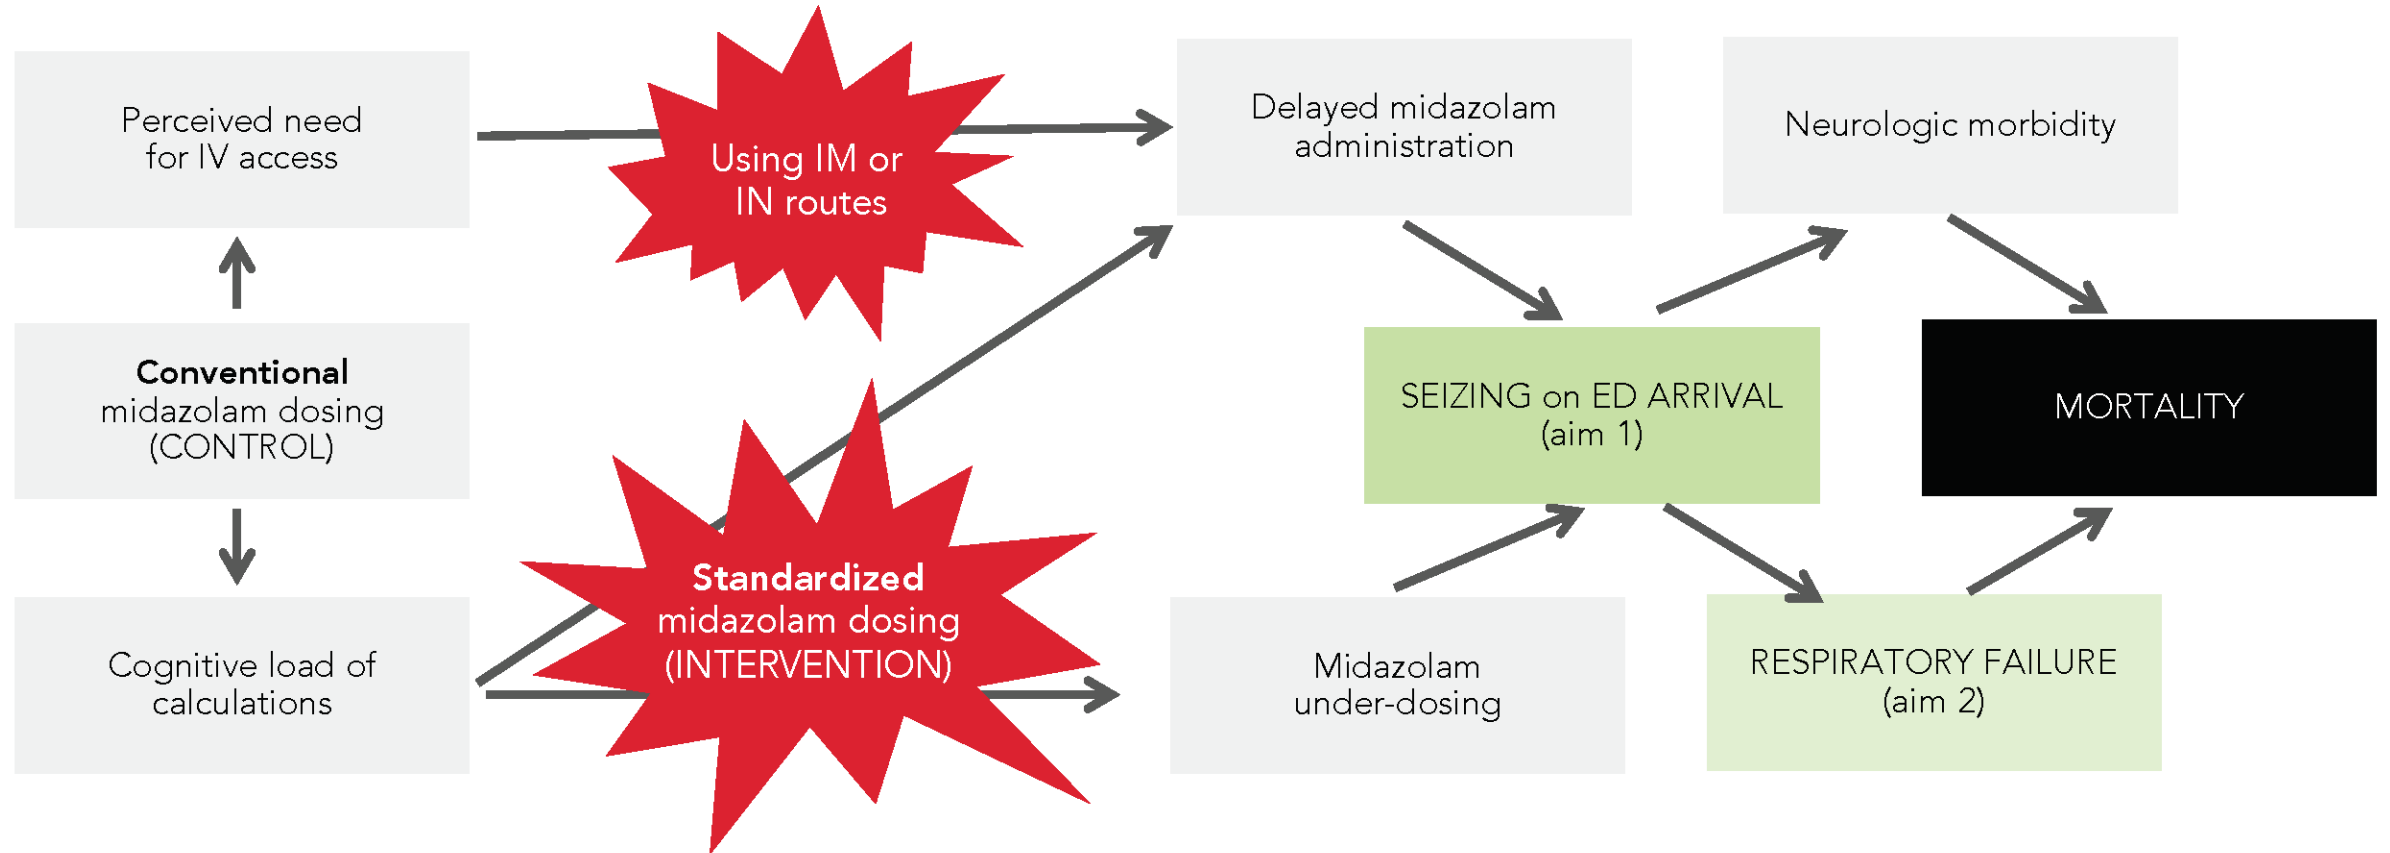 Perceived need
for IV access
Using IM or
IN routes
Delayed midazolam
administration
Neurologic morbidity
Conventional
midazolam dosing
(CONTROL)
SEIZING on ED ARRIVAL
(aim 1)
MORTALITY
Cognitive load of
calculations
Standardized
midazolam dosing
(INTERVENTION)
Midazolam
under-dosing
RESPIRATORY FAILURE
(aim 2)